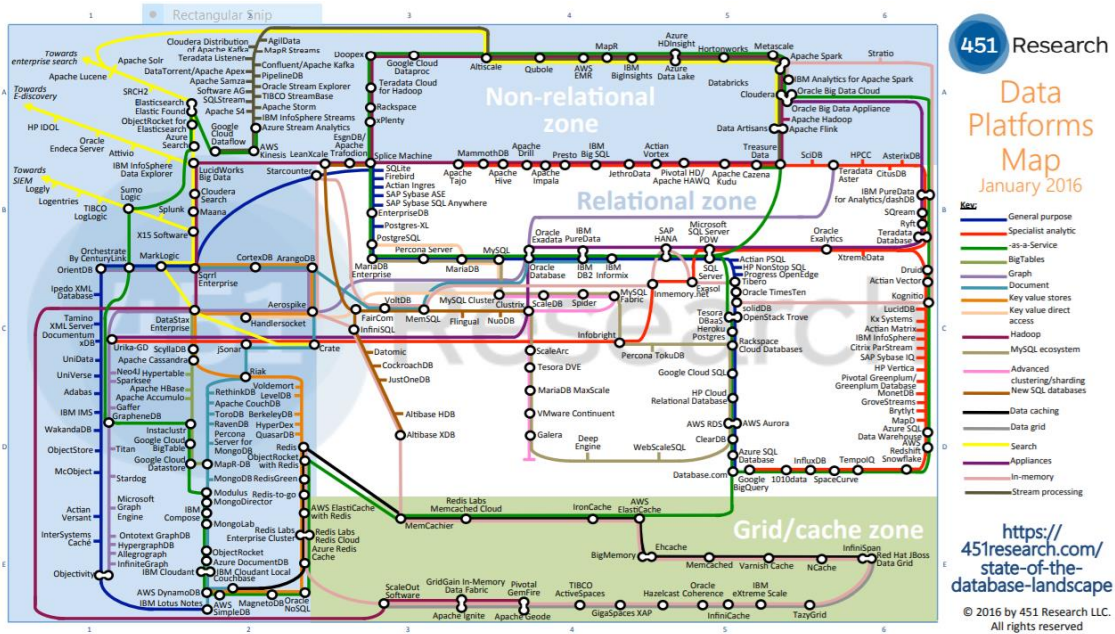 Rectangular Snip
1
2
3
4
5
6
A
B
C
D
E
Towards
enterprise search
Apache Solr
Apache Lucene
SRCH2
Towards
E-discovery
HP IDOL
Elasticsearch
Elastic Found
ObjectRocket for
Elasticsearch
Azure
Search
Oracle
Endeca Server
Attivio
IBM InfoSphere
Data Explorer
Towards
SIEM
Loggly
Logentries
Sumo
Logic
TIBCO
LogLogic
Splunk
X15 Software
LucidWorks
Big Data
Cloudera
Search
Maana
Cloudera Distribution
of Apache Kafka
Teradata Listener
DataTorrent/Apache Apex
Apache Samza
Software AG
SQLStream
Apache S4
Google
Cloud
Dataflow
AWS
Kinesis
AgilData
MapR Streams
Confluent/Apache Kafka
PipelineDB
Oracle Stream Explorer
TIBCO StreamBase
Apache Storm
IBM InfoSphere Streams
Azure Stream Analytics
LeanXcale
EsgnDB/
Apache
Trafodion
Starcounter
Splice Machine
Doopex
Google Cloud
Dataproc
Teradata Cloud
for Hadoop
Rackspace
xPlenty
Altiscale
Qubole
AWS
EMR
MapR
IBM
BigInsights
Azure
HDInsight
Azure
Data Lake
Hortonworks
Metascale
Apache Spark
Stratio
Databricks
IBM Analytics for Apache Spark
Cloudera
Oracle Big Data Cloud
Oracle Big Data Appliance
Apache Hadoop
Data Artisans
Apache Flink
Non-relational
zone
MammothDB
Apache
Tajo
Apache
Hive
Apache
Drill
Apache
Impala
Presto
IBM
Big SQL
JethroData
Actian
Vortex
Pivotal HD/
Apache HAWQ
Apache
Kudu
Cazena
Treasure
Data
SciDB
Teradata
Aster
HPCC
CitusDB
AsterixDB
IBM PureData
for Analytics/dashDB
SQream
Ryft
Teradata
Database
Relational zone
SQLite
Firebird
Actian Ingres
SAP Sybase ASE
SAP Sybase SQL Anywhere
EnterpriseDB
Postgres-XL
PostgreSQL
MariaDB
Enterprise
Percona Server
MariaDB
MySQL
Oracle
Exadata
Oracle
Database
IBM
PureData
IBM
DB2
IBM
Informix
SAP
HANA
Microsoft
SQL Server
PDW
SQL
Server
Exasol
Oracle
Exalytics
XtremeData
Actian PSQL
HP NonStop SQL
Progress OpenEdge
Tibero
Oracle TimesTen
solidDB
OpenStack Trove
Tesora
DBaaS
Heroku
Postgres
Rackspace
Cloud Databases
Google Cloud SQL
HP Cloud
Relational Database
AWS RDS
AWS Aurora
ClearDB
Azure SQL
Database
Database.com
Google
BigQuery
1010data
InfluxDB
SpaceCurve
TempoIQ
Druid
Actian Vector
Kognitio
LucidDB
Kx Systems
Actian Matrix
IBM InfoSphere
Citrix ParStream
SAP Sybase IQ
HP Vertica
Pivotal Greenplum/
Greenplum Database
MonetDB
GroveStreams
Brytlyt
MapD
Azure SQL
Data Warehouse
AWS
Redshift
Snowflake
Orchestrate
By CenturyLink
OrientDB
MarkLogic
Sqrrl
Enterprise
CortexDB
ArangoDB
Ipedo XML
Database
Tamino
XML Server
Documentum
xDB
UniData
UniVerse
Adabas
IBM IMS
WakandaDB
ObjectStore
McObject
Actian
Versant
InterSystems
Caché
Objectivity
DataStax
Enterprise
Urika-GD
ScyllaDB
Apache Cassandra
Neo4J
Sparksee
Hypertable
Apache HBase
Apache Accumulo
Gaffer
GrapheneDB
Titan
Stardog
Microsoft
Graph
Engine
Ontotext GraphDB
HypergraphDB
Allegrograph
InfiniteGraph
Instaclustr
Google Cloud
BigTable
Google Cloud
Datastore
Aerospike
Handlersocket
jSonar
Crate
Riak
Voldemort
LevelDB
RethinkDB
Apache CouchDB
ToroDB
BerkeleyDB
RavenDB
HyperDex
Percona
Server for
MongoDB
QuasarDB
MapR-DB
Redis
ObjectRocket
with Redis
MongoDB
RedisGreen
Modulus
Redis-to-go
MongoDirector
IBM
Compose
MongoLab
AWS ElastiCache
with Redis
Redis Labs
Enterprise Cluster
Redis Labs
Redis Cloud
Azure Redis
Cache
ObjectRocket
Azure DocumentDB
IBM Cloudant
IBM Cloudant Local
Couchbase
AWS DynamoDB
IBM Lotus Notes
AWS
SimpleDB
MagnetoDB
Oracle
NoSQL
FairCom
InfiniSQL
VoltDB
MemSQL
MySQL Cluster
Clustrix
Flingual
NuoDB
ScaleDB
Spider
MySQL
Fabric
Inmemory.net
Infobright
Percona TokuDB
Datomic
CockroachDB
JustOneDB
Altibase HDB
Altibase XDB
ScaleArc
Tesora DVE
MariaDB MaxScale
VMware Continuent
Galera
Deep
Engine
WebScaleSQL
Grid/cache zone
MemCachier
Redis Labs
Memcached Cloud
IronCache
AWS
ElastiCache
BigMemory
Ehcache
Memcached
Varnish Cache
NCache
InfiniSpan
Red Hat JBoss
Data Grid
ScaleOut
Software
GridGain In-Memory
Data Fabric
Apache Ignite
Pivotal
GemFire
Apache Geode
TIBCO
ActiveSpaces
GigaSpaces XAP
Hazelcast
Oracle
Coherence
InfiniCache
IBM
eXtreme Scale
TazyGrid
451 Research
Data
Platforms
Map
January 2016
Key:
General purpose
Specialist analytic
-as-a-Service
BigTables
Graph
Document
Key value stores
Key value direct
access
Hadoop
MySQL ecosystem
Advanced
clustering/sharding
New SQL databases
Data caching
Data grid
Search
Appliances
In-memory
Stream processing
https://
451research.com/
state-of-the-
database-landscape
© 2016 by 451 Research LLC.
All rights reserved